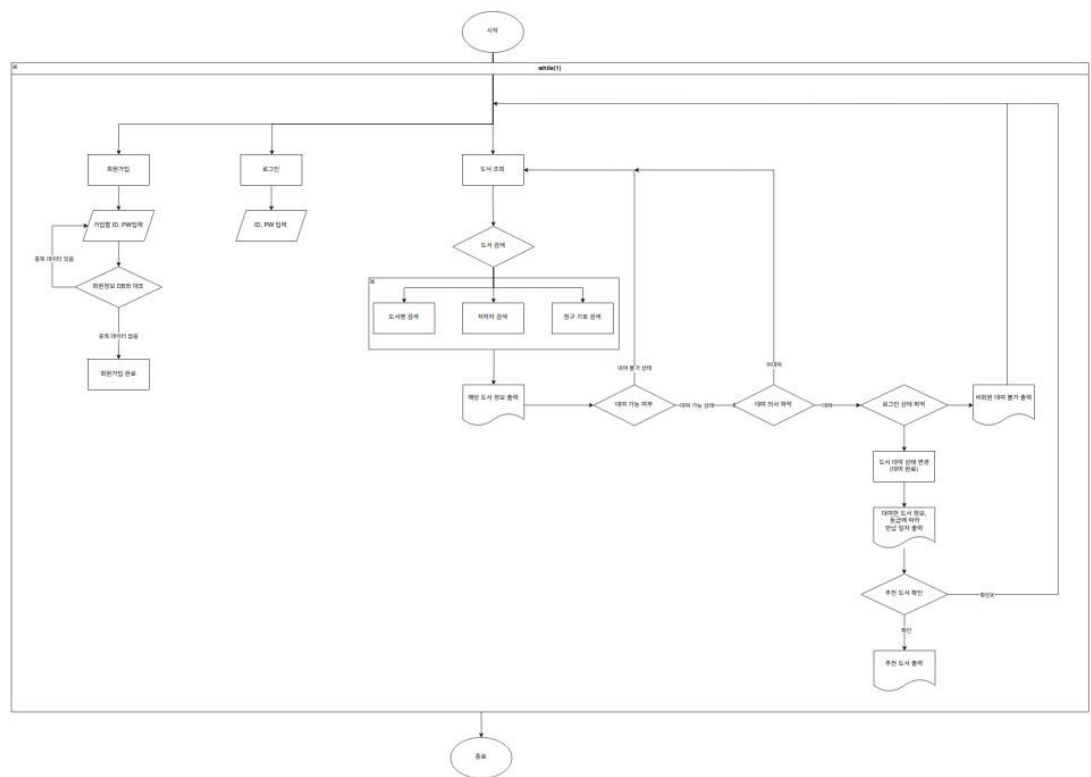 시작
while(1)
회원가입
로그인
도서 조회
가입할 ID, PW입력
ID, PW 입력
도서 검색
중복 데이터 있음
회원정보 DB와 대조
도서명 검색
저작자 검색
청구 기호 검색
중복 데이터 없음
회원가입 완료
대여 불가 상태
미대여
해당 도서 정보 출력
대여 가능 여부
대여 가능 상태
대여 의사 파악
대여
로그인 상태 파악
비회원 대여 불가 출력
도서 대여 상태 변경
(대여 완료)
대여한 도서 정보,
등급에 따라
반납 일자 출력
추천 도서 확인
확인X
확인
추천 도서 출력
종료